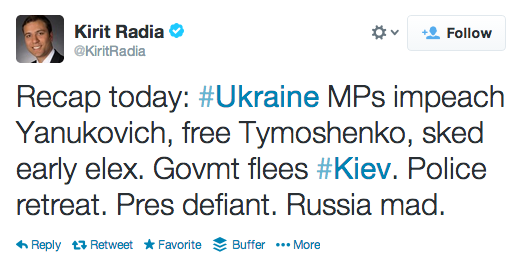 Kirit Radia
@KiritRadia
Follow
Recap today: #Ukraine MPs impeach
Yanukovich, free Tymoshenko, sked
early elex. Govmt flees #Kiev. Police
retreat. Pres defiant. Russia mad.
Reply Retweet Favorite Buffer More